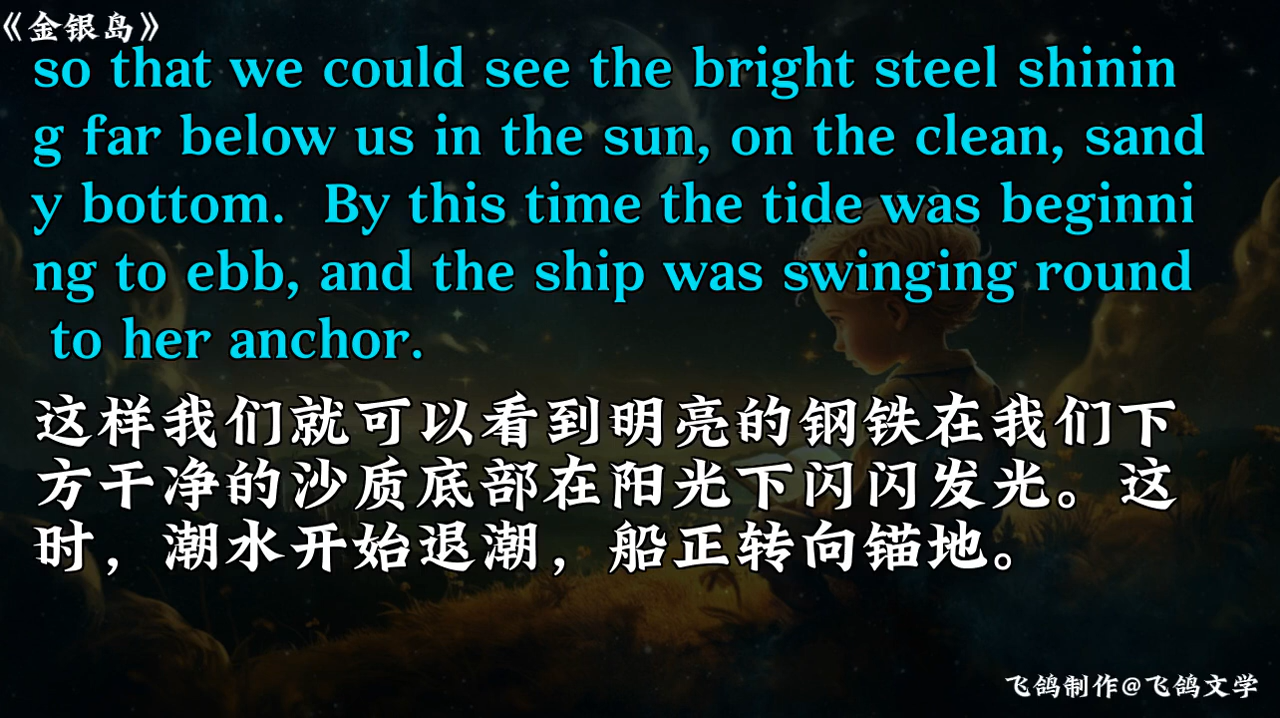 《金银岛》
so that we could see the bright steel shinin
g far below us in the sun, on the clean, sand
y bottom.  By this time the tide was beginni
ng to ebb, and the ship was swinging round
 to her anchor.
这样我们就可以看到明亮的钢铁在我们下
方干净的沙质底部在阳光下闪闪发光。这
时，潮水开始退潮，船正转向锚地。
飞鸽制作@飞鸽文学